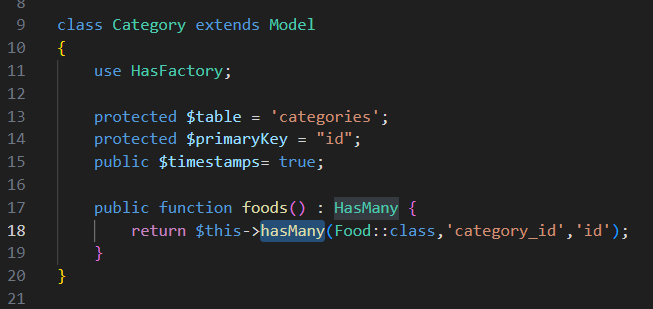 8
9 class Category extends Model
10 {
11 use HasFactory;
12
13 protected $table = 'categories';
14 protected $primaryKey = "id";
15 public $timestamps= true;
16
17 public function foods() : HasMany {
18 return $this->hasMany(Food::class,'category_id','id');
19 }
20 }
21